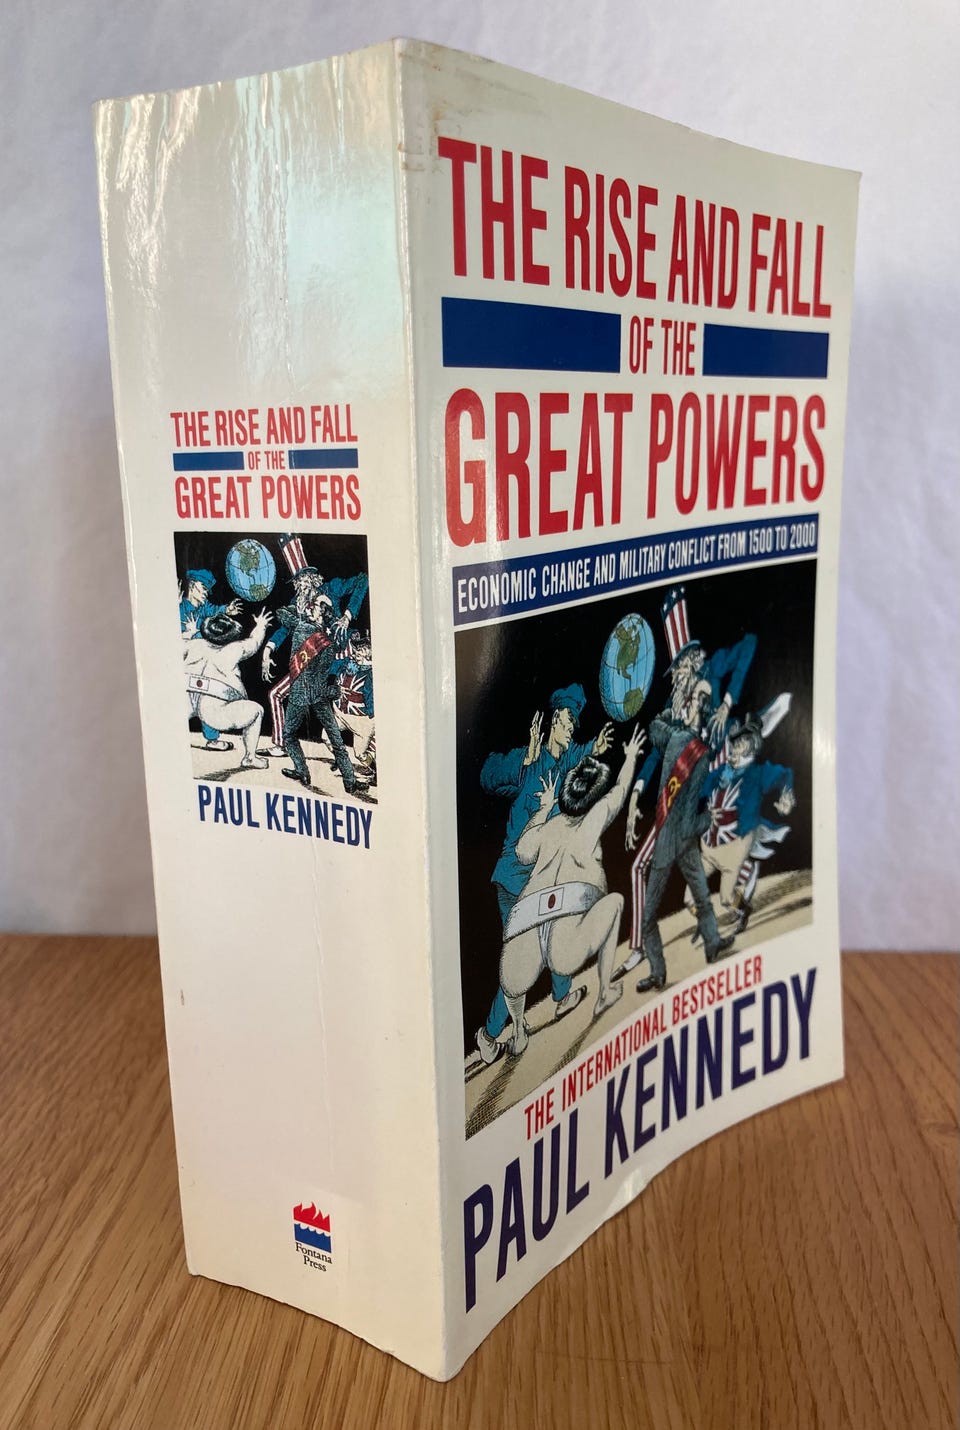 THE RISE AND FALL
OF THE
GREAT POWERS
PAUL KENNEDY
Fontana
Press
THE RISE AND FALL
OF THE
GREAT POWERS
ECONOMIC CHANGE AND MILITARY CONFLICT FROM 1500 TO 2000
THE INTERNATIONAL BESTSELLER
PAUL KENNEDY